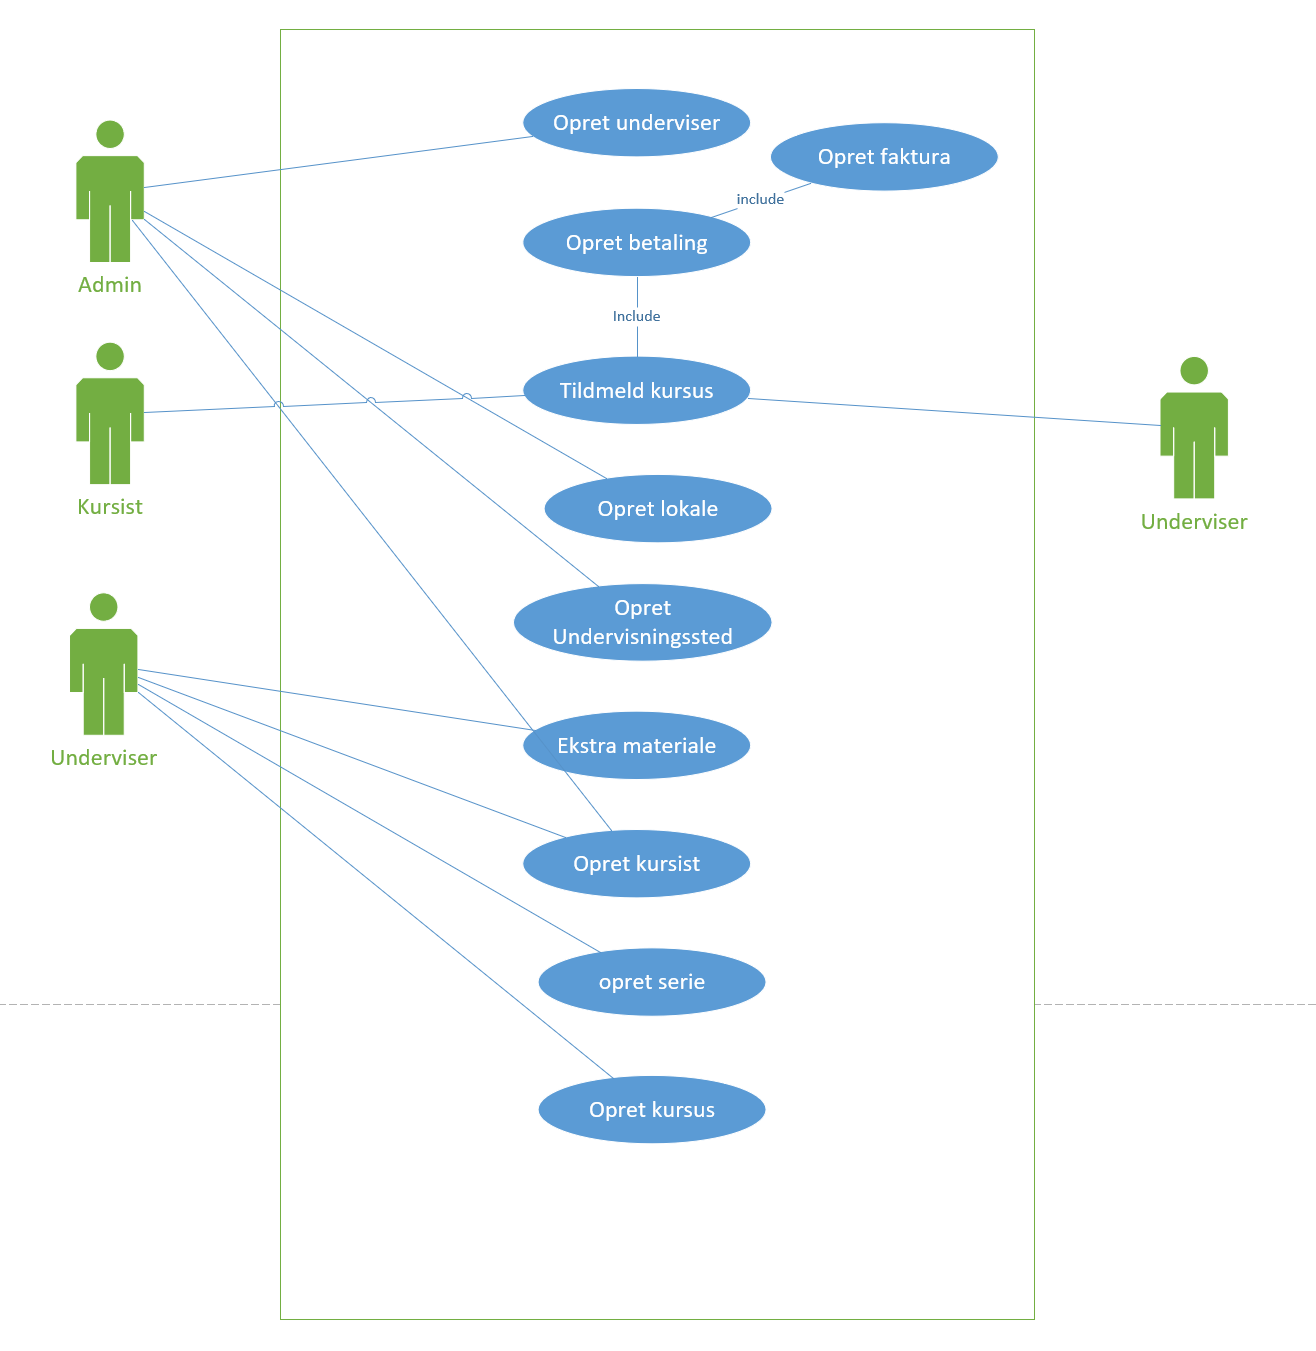 Opret underviser
Opret faktura
include
Opret betaling
Admin
Include
Tildmeld kursus
Kursist
Opret lokale
Underviser
Opret
Undervisningssted
Ekstra materiale
Underviser
Opret kursist
opret serie
Opret kursus